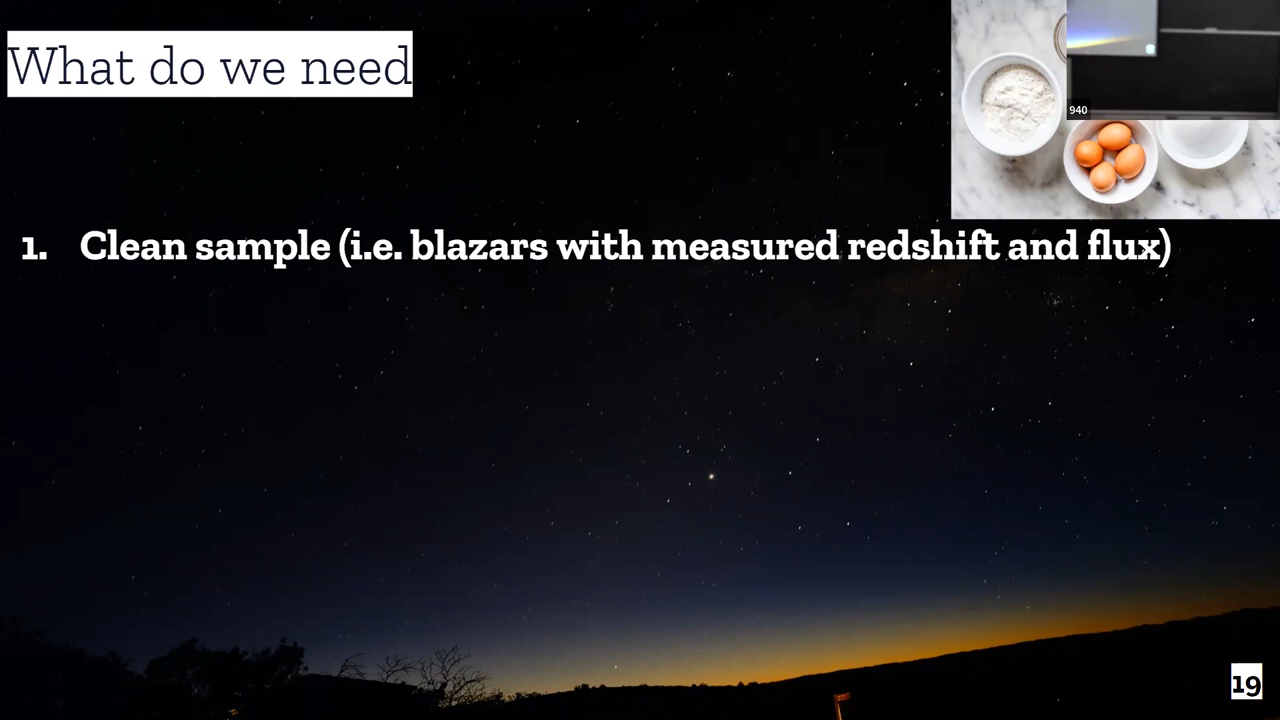 What do we need
940
1. Clean sample (i.e. blazars with measured redshift and flux)
19